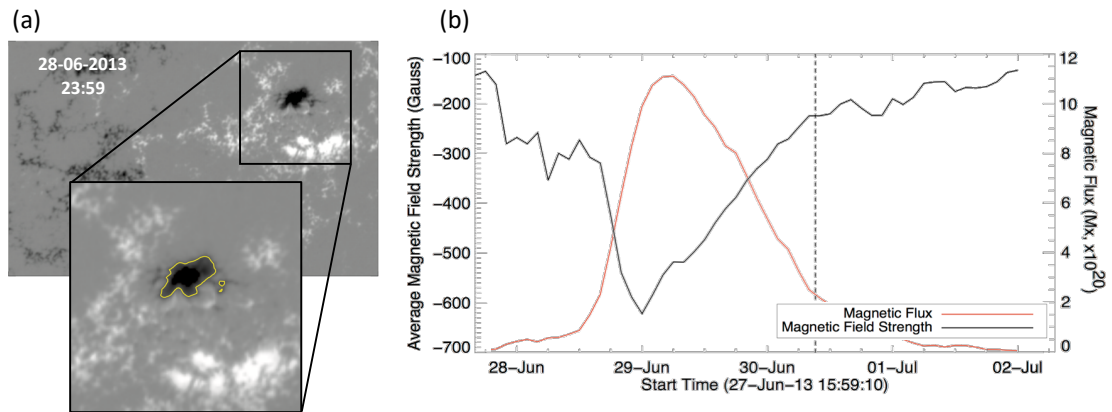 (a)
28-06-2013
23:59
(b)
Average Magnetic Field Strength (Gauss)
−100
−200
−300
−400
−500
−600
−700
12
10
8
6
4
2
0
Magnetic Flux (Mx, x10²⁰)
Magnetic Flux
Magnetic Field Strength
28−Jun
29−Jun
30−Jun
01−Jul
02−Jul
Start Time (27−Jun−13 15:59:10)